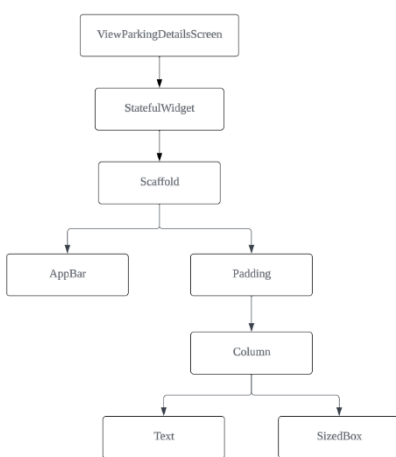 ViewParkingDetailsScreen
StatefulWidget
Scaffold
AppBar
Padding
Column
Text
SizedBox